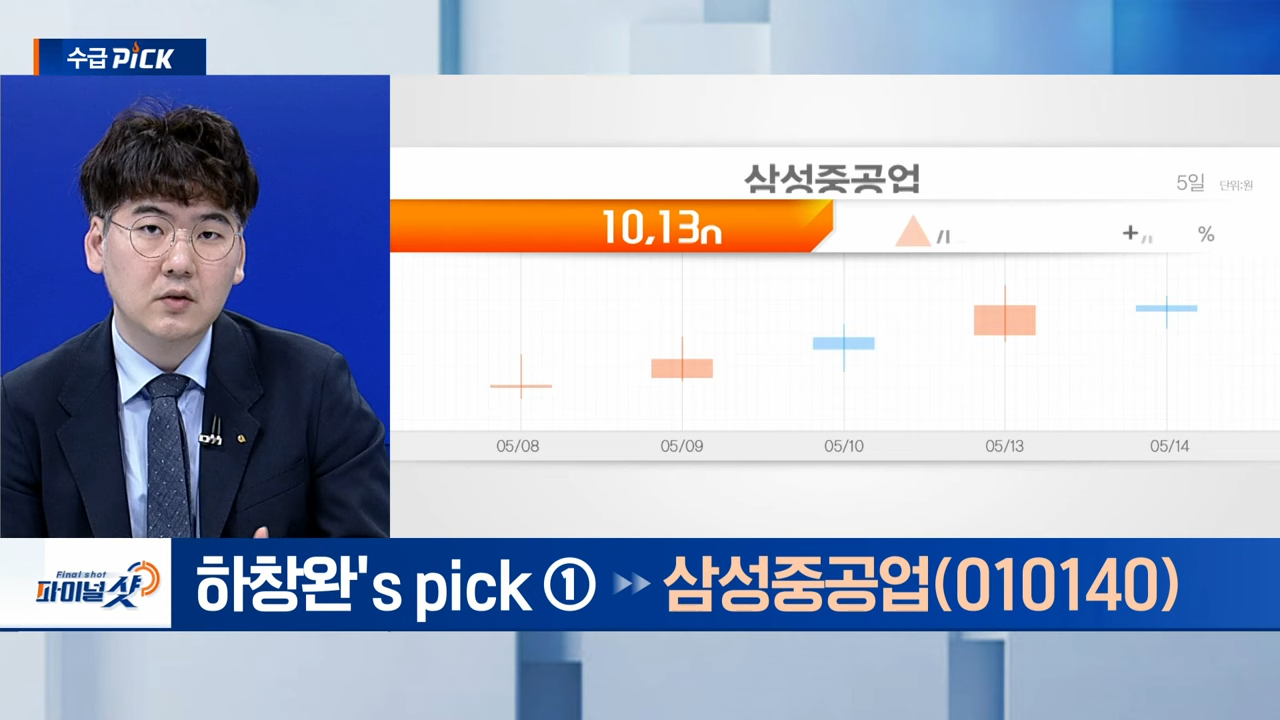 수급 PiCK
삼성중공업
5일 단위:원
10,13
+ %
05/08 05/09 05/10 05/13 05/14
Final shot
파이널샷
하창완's pick ① 삼성중공업(010140)